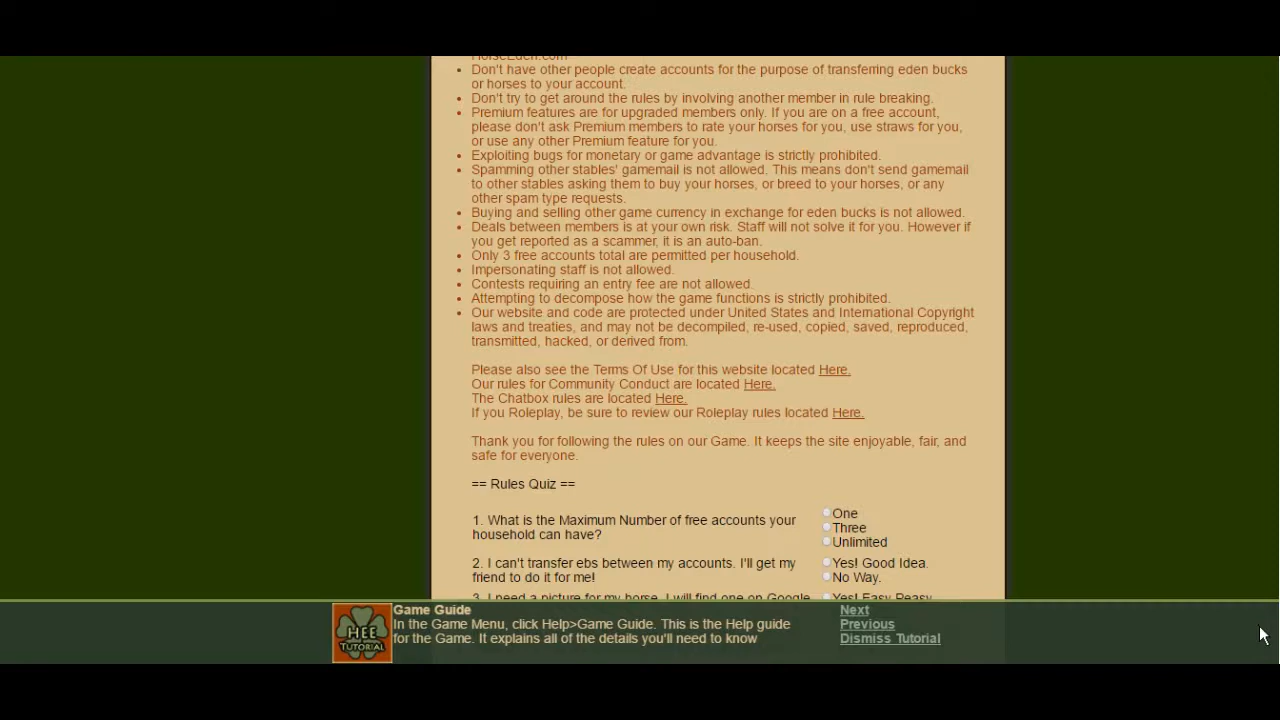 HorseEden.com
Don't have other people create accounts for the purpose of transferring eden bucks
or horses to your account.
Don't try to get around the rules by involving another member in rule breaking.
Premium features are for upgraded members only. If you are on a free account,
please don't ask Premium members to rate your horses for you, use straws for you,
or use any other Premium feature for you.
Exploiting bugs for monetary or game advantage is strictly prohibited.
Spamming other stables' gamemail is not allowed. This means don't send gamemail
to other stables asking them to buy your horses, or breed to your horses, or any
other spam type requests.
Buying and selling other game currency in exchange for eden bucks is not allowed.
Deals between members is at your own risk. Staff will not solve it for you. However if
you get reported as a scammer, it is an auto-ban.
Only 3 free accounts total are permitted per household.
Impersonating staff is not allowed.
Contests requiring an entry fee are not allowed.
Attempting to decompose how the game functions is strictly prohibited.
Our website and code are protected under United States and International Copyright
laws and treaties, and may not be decompiled, re-used, copied, saved, reproduced,
transmitted, hacked, or derived from.
Please also see the Terms Of Use for this website located Here.
Our rules for Community Conduct are located Here.
The Chatbox rules are located Here.
If you Roleplay, be sure to review our Roleplay rules located Here.
Thank you for following the rules on our Game. It keeps the site enjoyable, fair, and
safe for everyone.
== Rules Quiz ==
1. What is the Maximum Number of free accounts your
household can have?
One
Three
Unlimited
2. I can't transfer ebs between my accounts. I'll get my
friend to do it for me!
Yes! Good Idea.
No Way.
3. I need a picture for my horse. I will find one on Google
Yes! Easy Peasy
HEE
TUTORIAL
Game Guide
In the Game Menu, click Help>Game Guide. This is the Help guide
for the Game. It explains all of the details you'll need to know
Next
Previous
Dismiss Tutorial